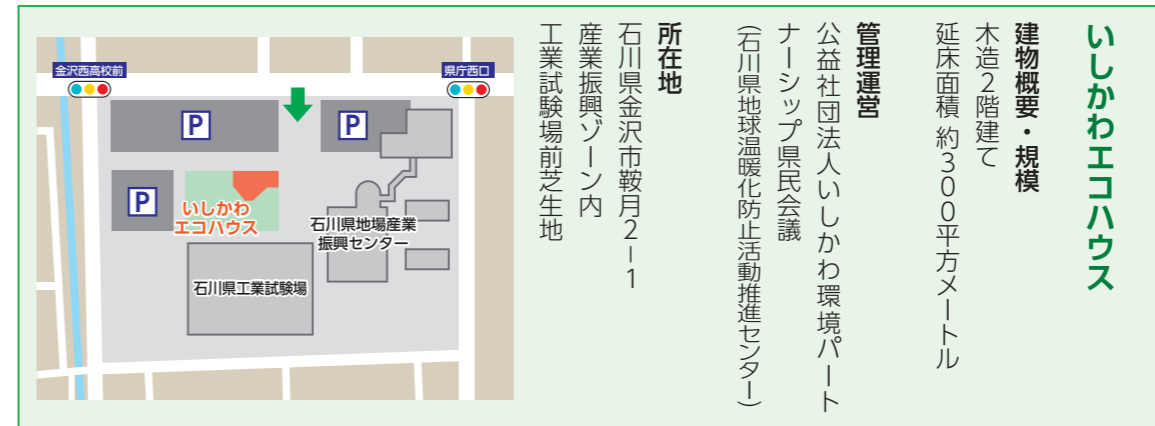 いしかわエコハウス
建物概要・規模
木造2階建て
延床面積 約300平方メートル
管理運営
公益社団法人いしかわ環境パート
ナーシップ県民会議
(石川県地球温暖化防止活動推進センター)
所在地
石川県金沢市鞍月2-1
産業振興ゾーン内
工業試験場前芝生地
金沢西高校前
県庁西口
P
P
P
いしかわ
エコハウス
石川県地場産業
振興センター
石川県工業試験場